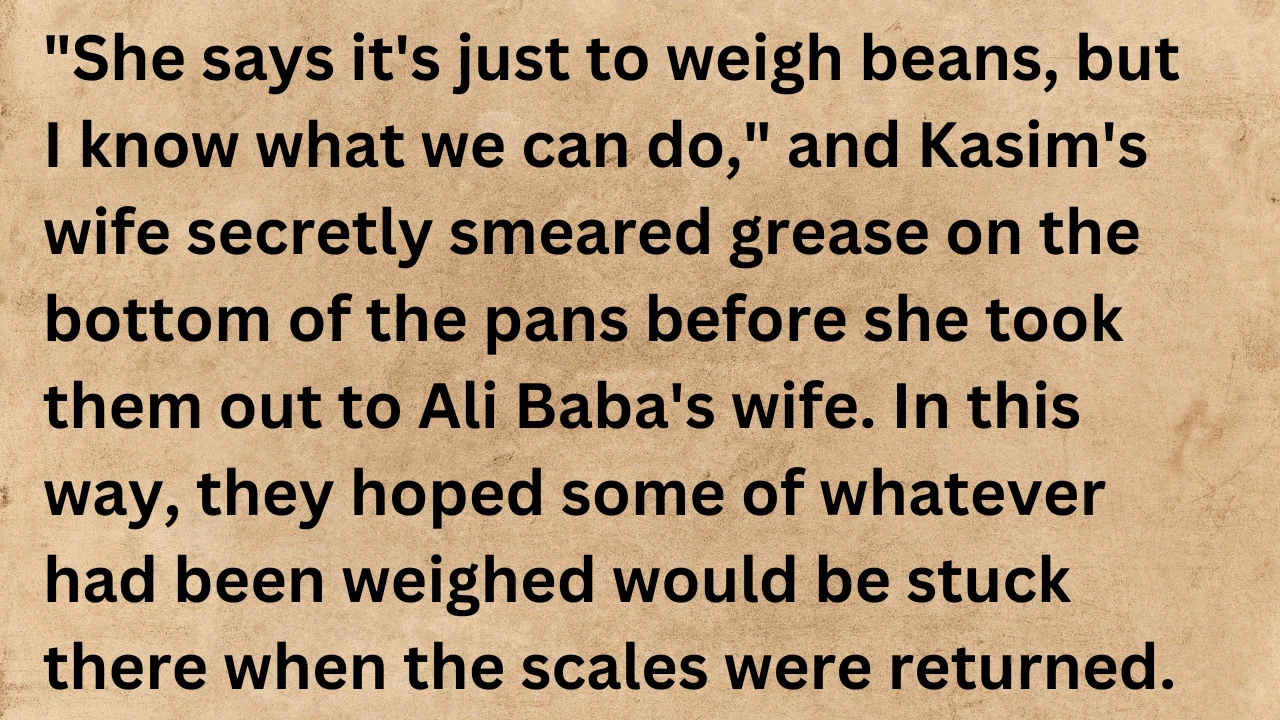 "She says it's just to weigh beans, but
I know what we can do," and Kasim's
wife secretly smeared grease on the
bottom of the pans before she took
them out to Ali Baba's wife. In this
way, they hoped some of whatever
had been weighed would be stuck
there when the scales were returned.